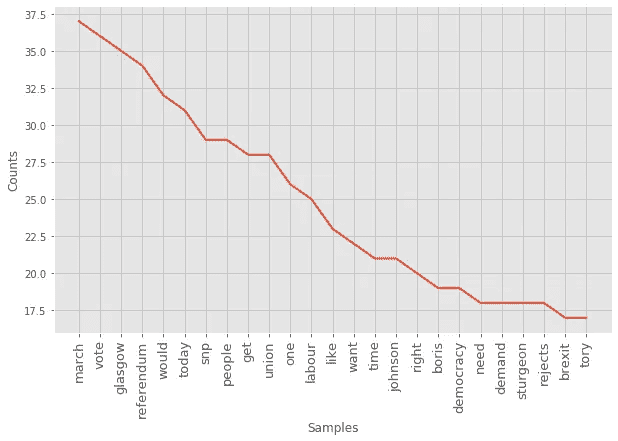 37.5
35.0
32.5
30.0
27.5
25.0
22.5
20.0
17.5
Counts
march
vote
glasgow
referendum
would
today
snp
people
get
union
one
labour
like
want
time
johnson
right
boris
democracy
need
demand
sturgeon
rejects
brexit
tory
Samples